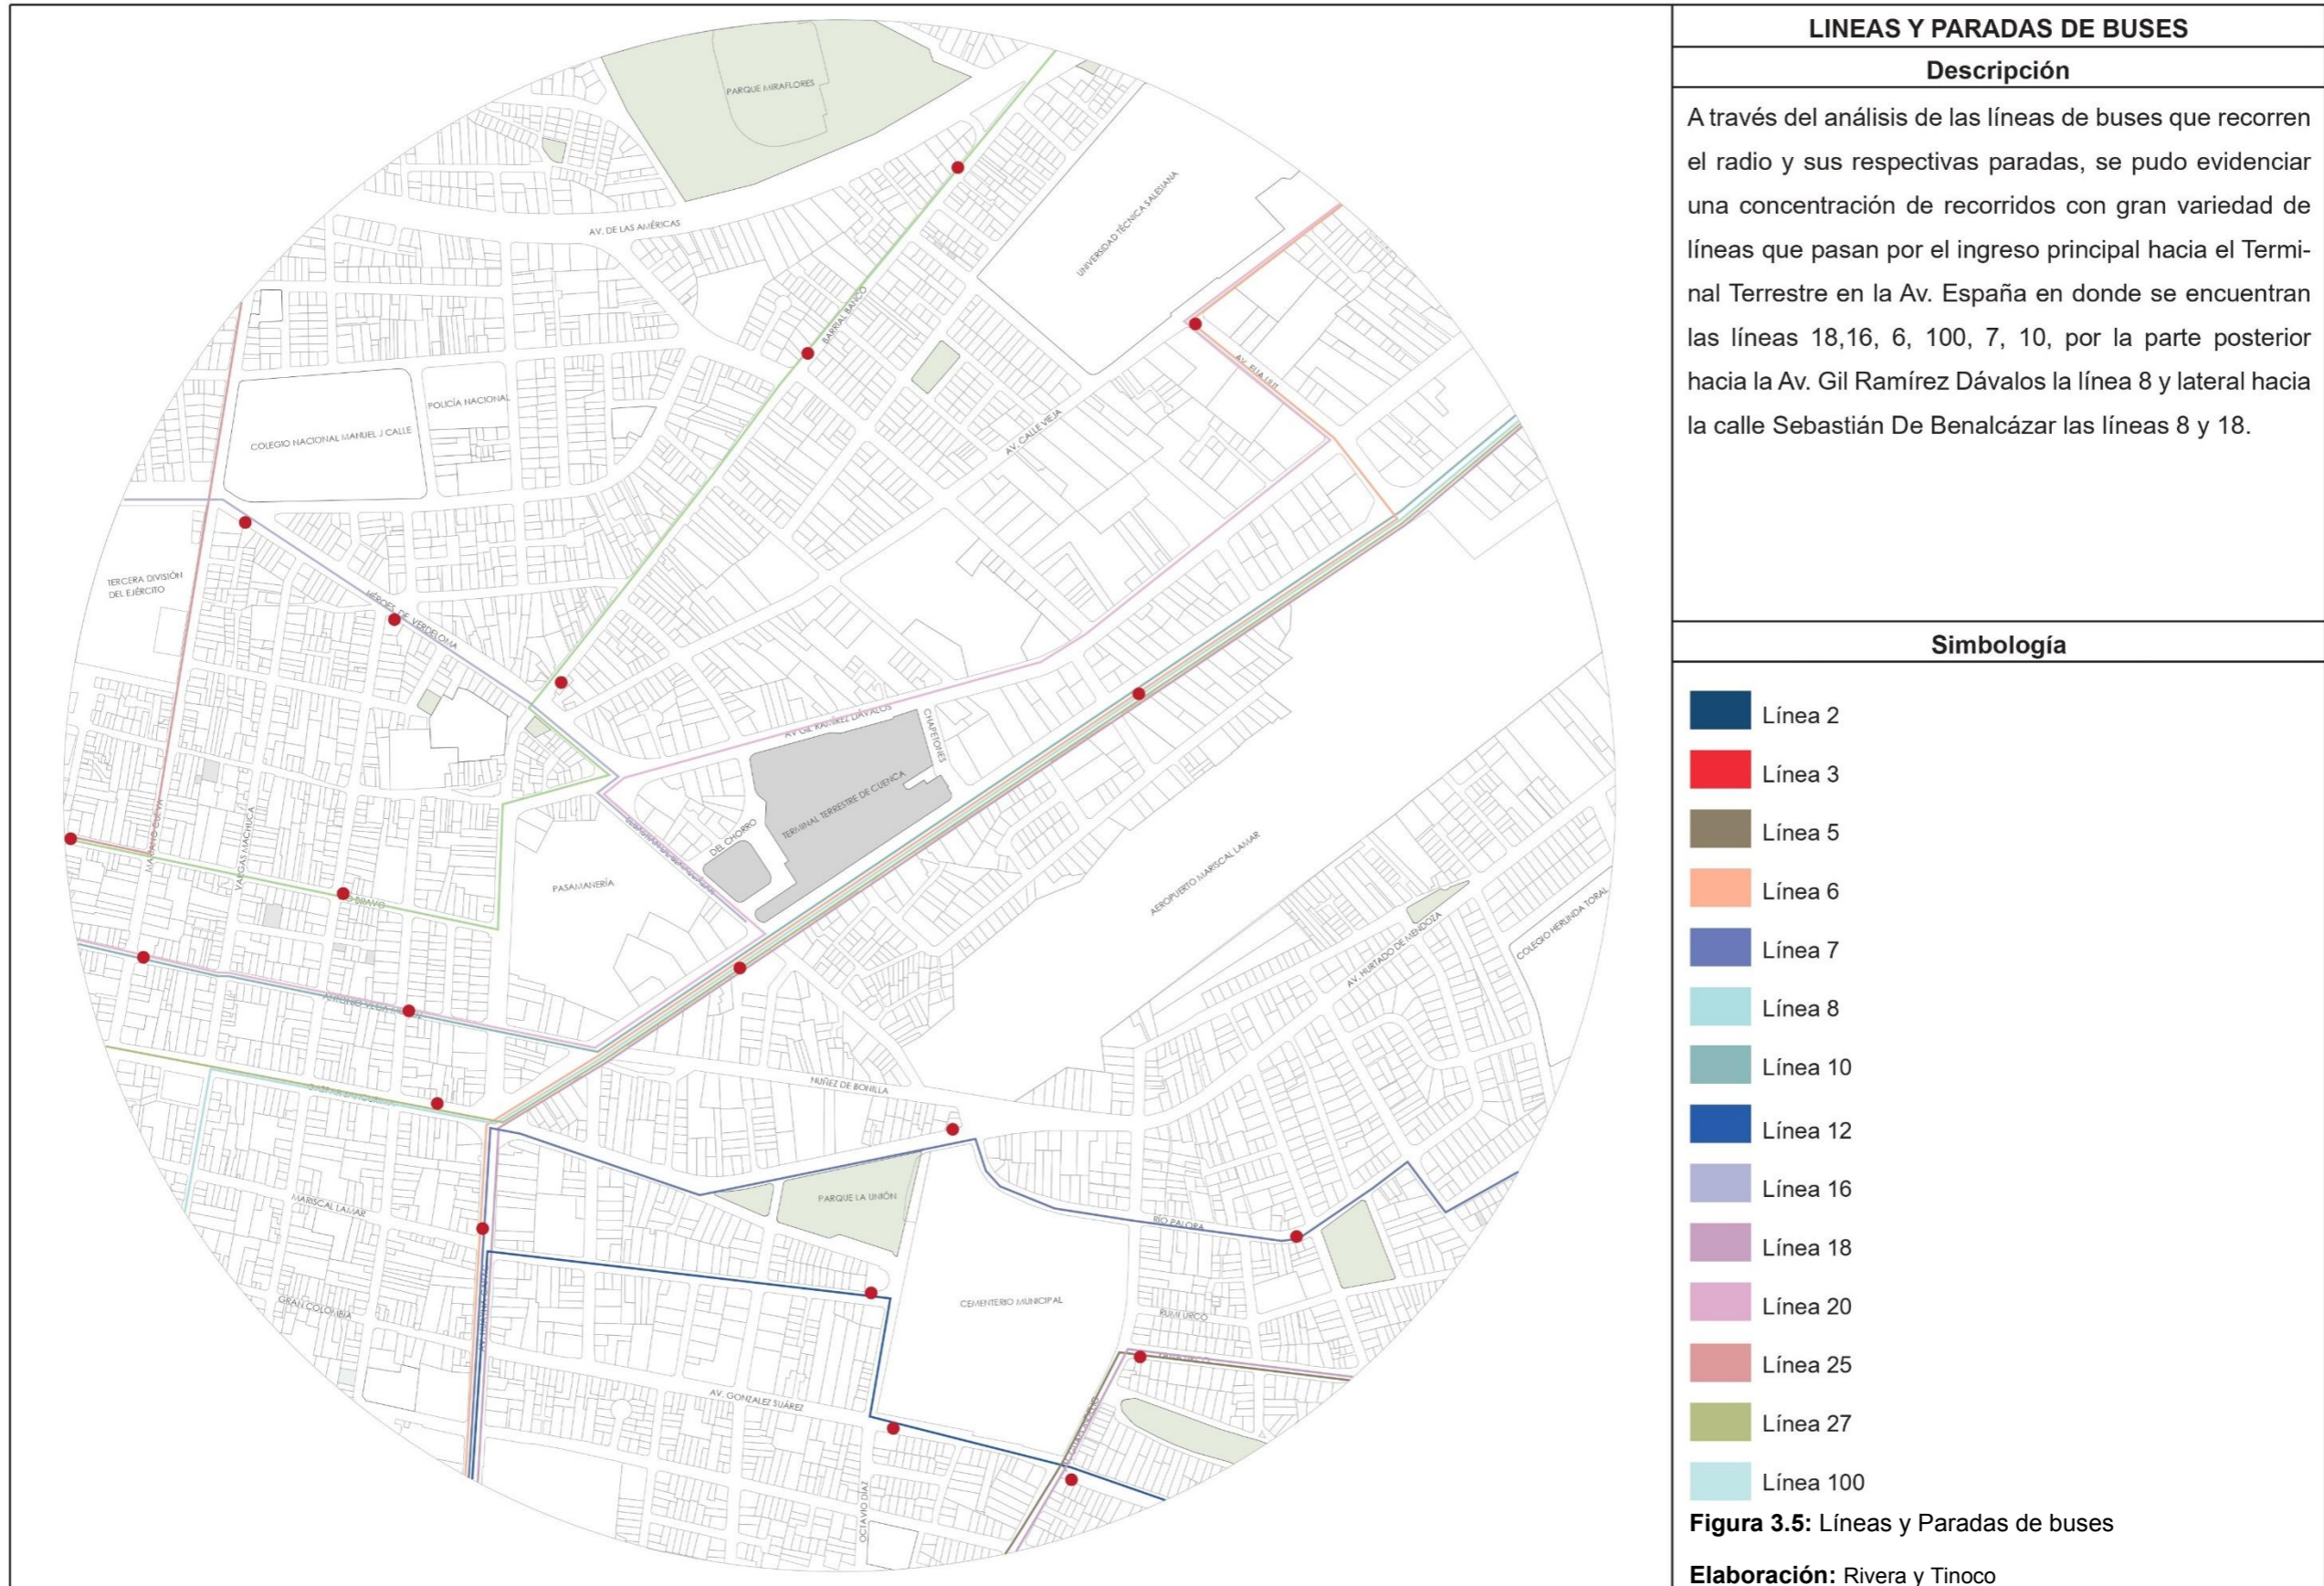 LINEAS Y PARADAS DE BUSES
Descripción
A través del análisis de las líneas de buses que recorren
el radio y sus respectivas paradas, se pudo evidenciar
una concentración de recorridos con gran variedad de
líneas que pasan por el ingreso principal hacia el Termi-
nal Terrestre en la Av. España en donde se encuentran
las líneas 18,16, 6, 100, 7, 10, por la parte posterior
hacia la Av. Gil Ramírez Dávalos la línea 8 y lateral hacia
la calle Sebastián De Benalcázar las líneas 8 y 18.
Simbología
Línea 2
Línea 3
Línea 5
Línea 6
Línea 7
Línea 8
Línea 10
Línea 12
Línea 16
Línea 18
Línea 20
Línea 25
Línea 27
Línea 100
Figura 3.5: Líneas y Paradas de buses
Elaboración: Rivera y Tinoco
PARQUE MIRAFLORES
AV. DE LAS AMÉRICAS
UNIVERSIDAD TÉCNICA SALESIANA
BARRIAL BANCO
POLICÍA NACIONAL
COLEGIO NACIONAL MANUEL J CALLE
AV. CALLE VIEJA
TERCERA DIVISIÓN
DEL EJÉRCITO
HÉROES DE VERDELOMA
AV GIL RAMÍREZ DÁVALOS
CHAPETONES
TERMINAL TERRESTRE DE CUENCA
DEL CHORRO
MARIANO CUEVA
VARGAS MACHUCA
PASAMANERÍA
AEROPUERTO MARISCAL LAMAR
AV. HURTADO DE MENDOZA
COLEGIO HERLINDA TORAL
NUÑEZ DE BONILLA
PARQUE LA UNIÓN
MARISCAL LAMAR
RÍO PALORA
GRAN COLOMBIA
CEMENTERIO MUNICIPAL
RUMI URCO
AV. GONZALEZ SUÁREZ
OCTAVIO DÍAZ